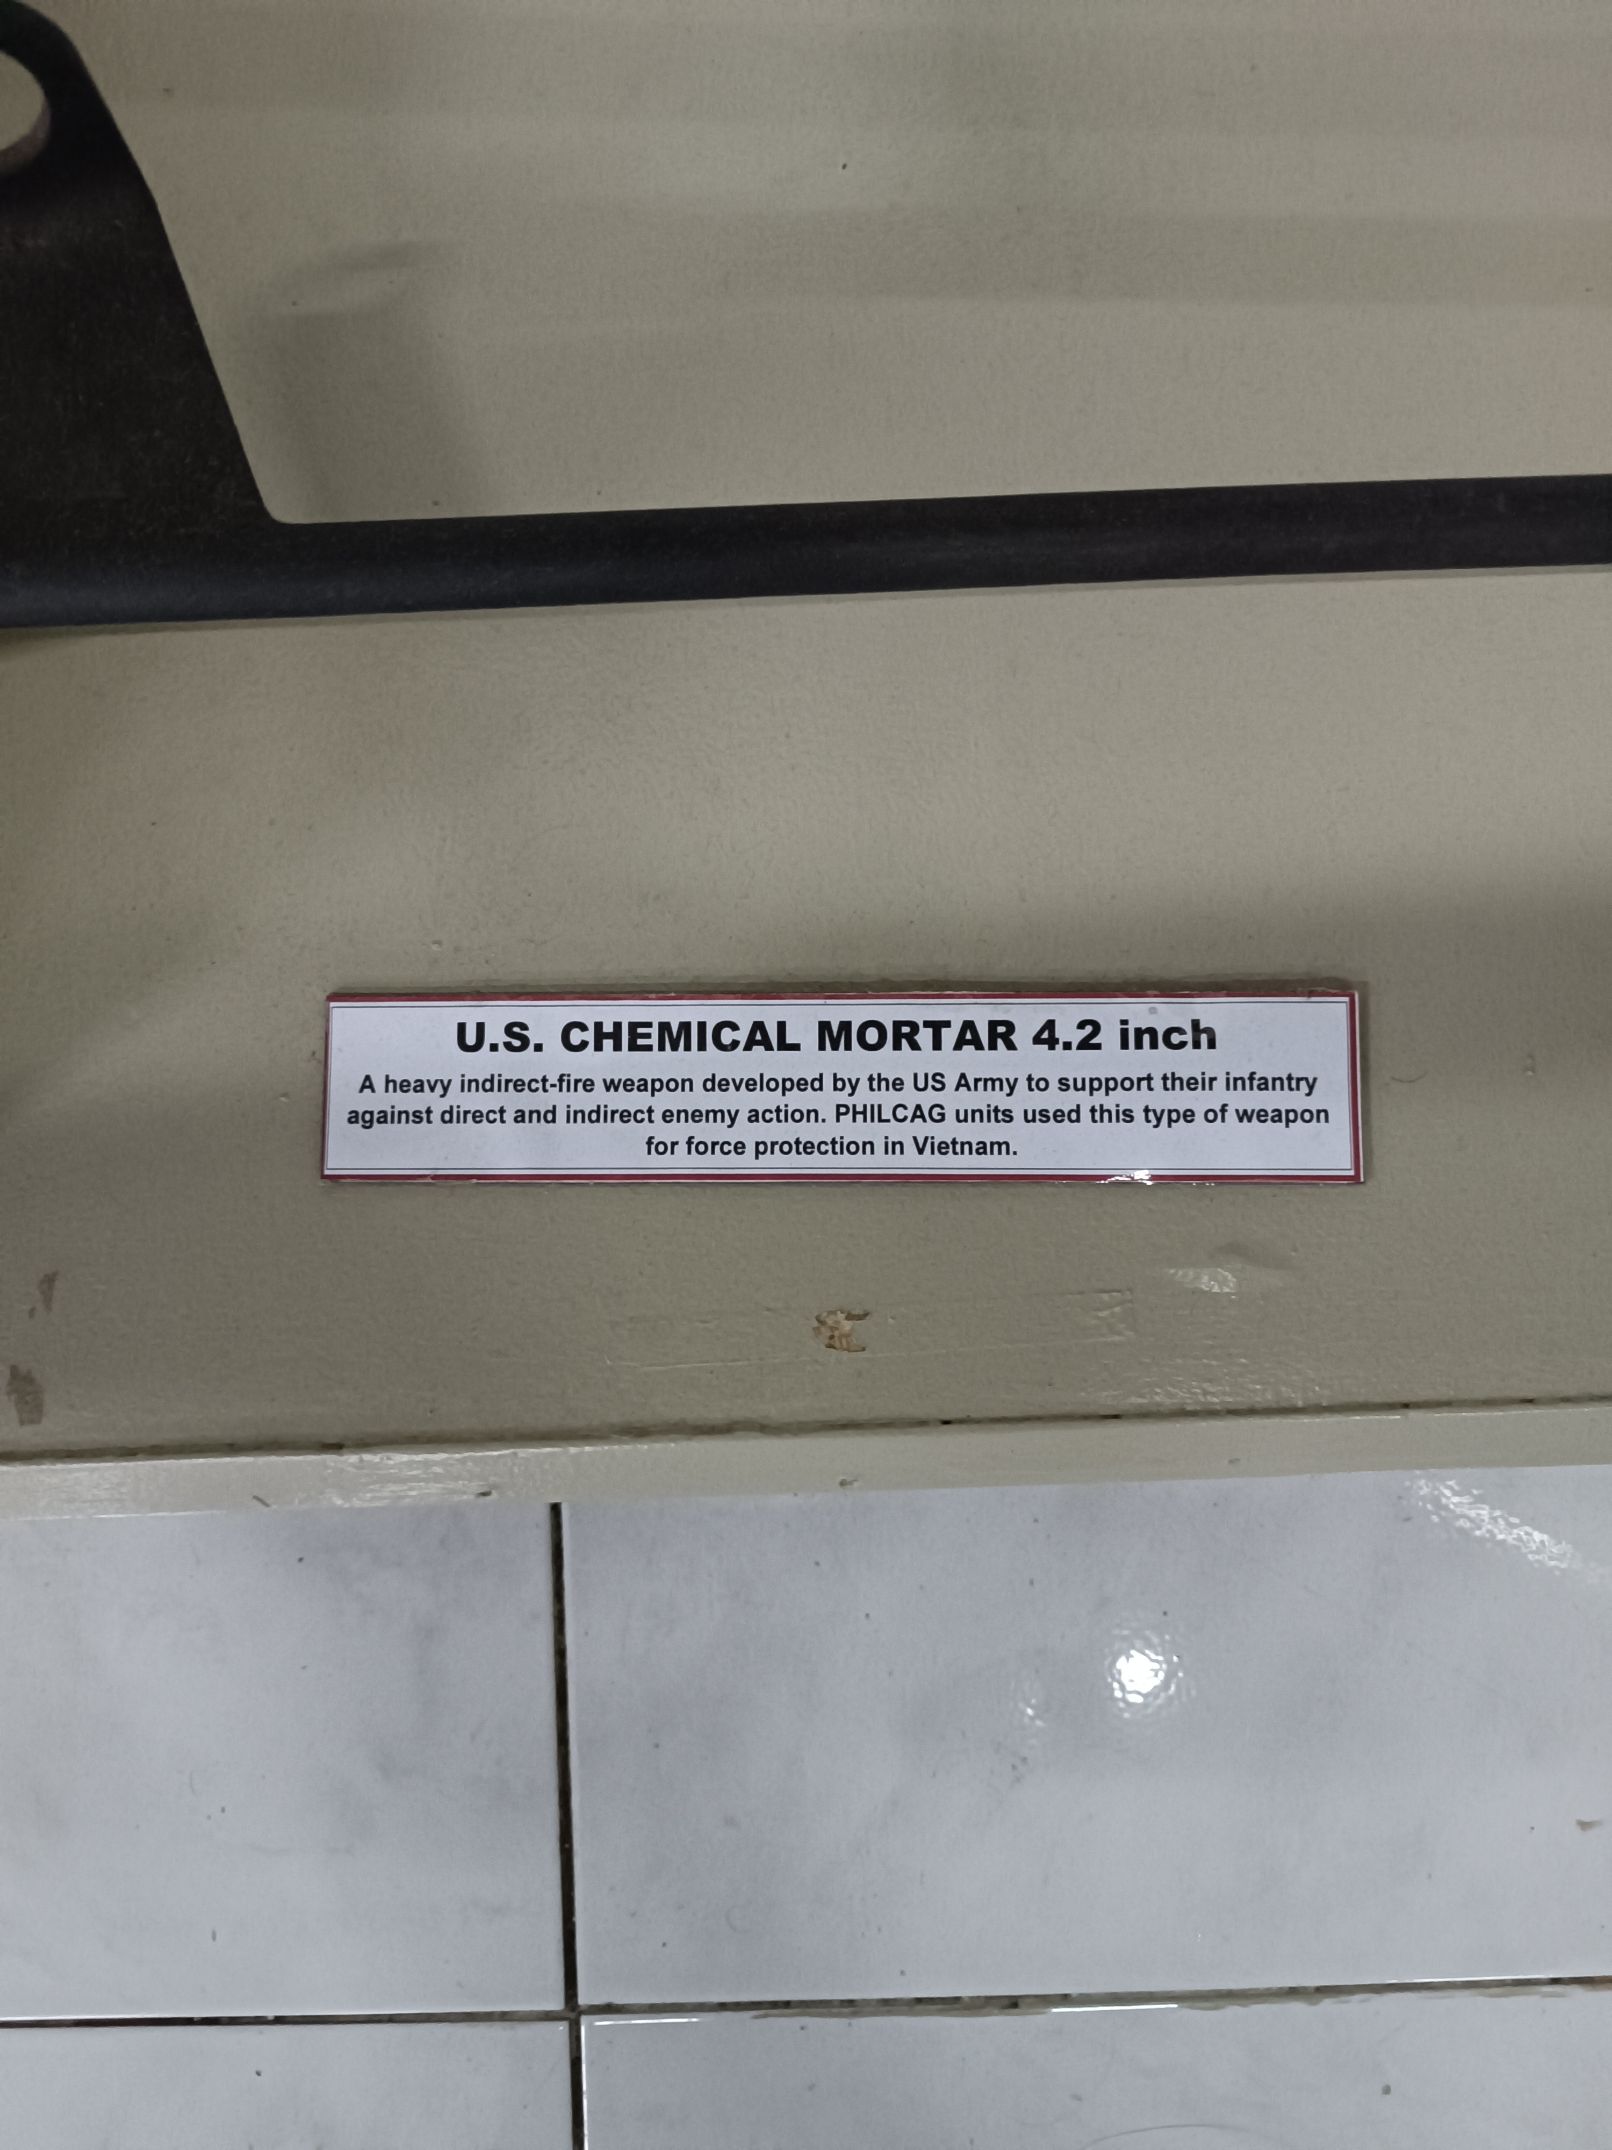 U.S. CHEMICAL MORTAR 4.2 inch
A heavy indirect-fire weapon developed by the US Army to support their infantry
against direct and indirect enemy action. PHILCAG units used this type of weapon
for force protection in Vietnam.